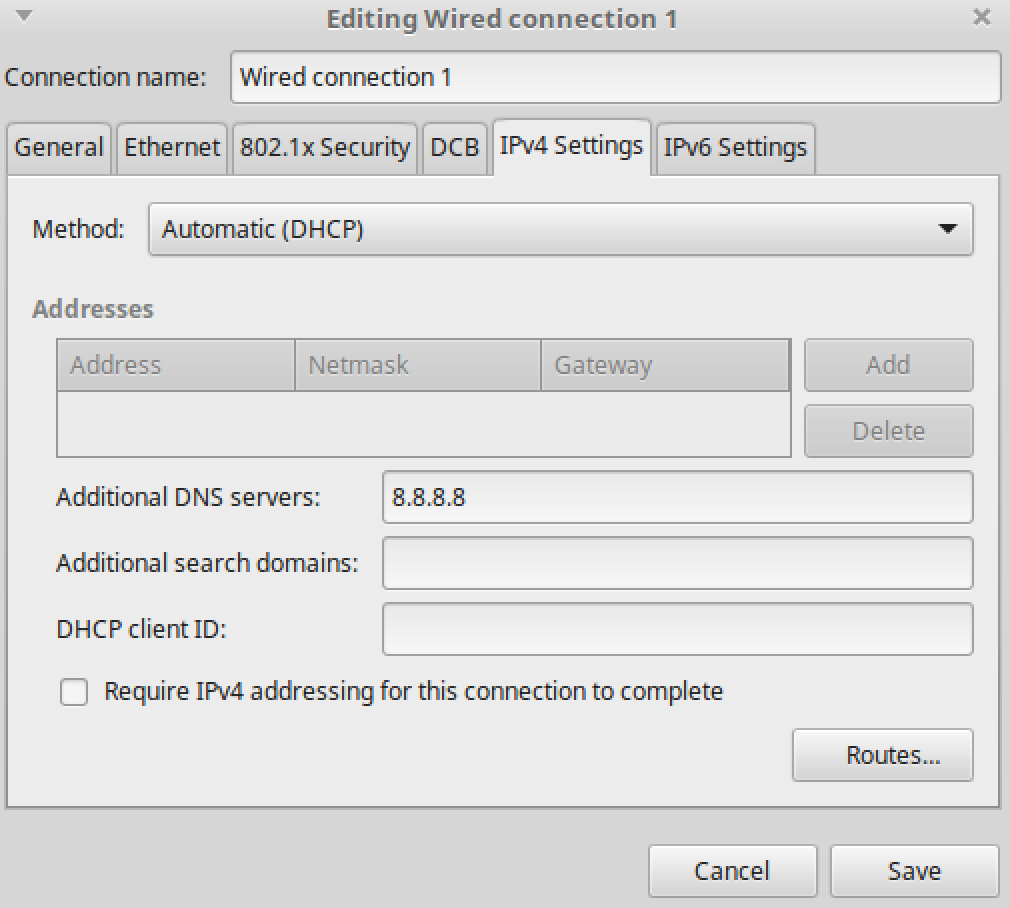 Editing Wired connection 1
Connection name: Wired connection 1
General Ethernet 802.1x Security DCB IPv4 Settings IPv6 Settings
Method: Automatic (DHCP)
Addresses
Address Netmask Gateway Add
Delete
Additional DNS servers: 8.8.8.8
Additional search domains:
DHCP client ID:
Require IPv4 addressing for this connection to complete
Routes...
Cancel Save